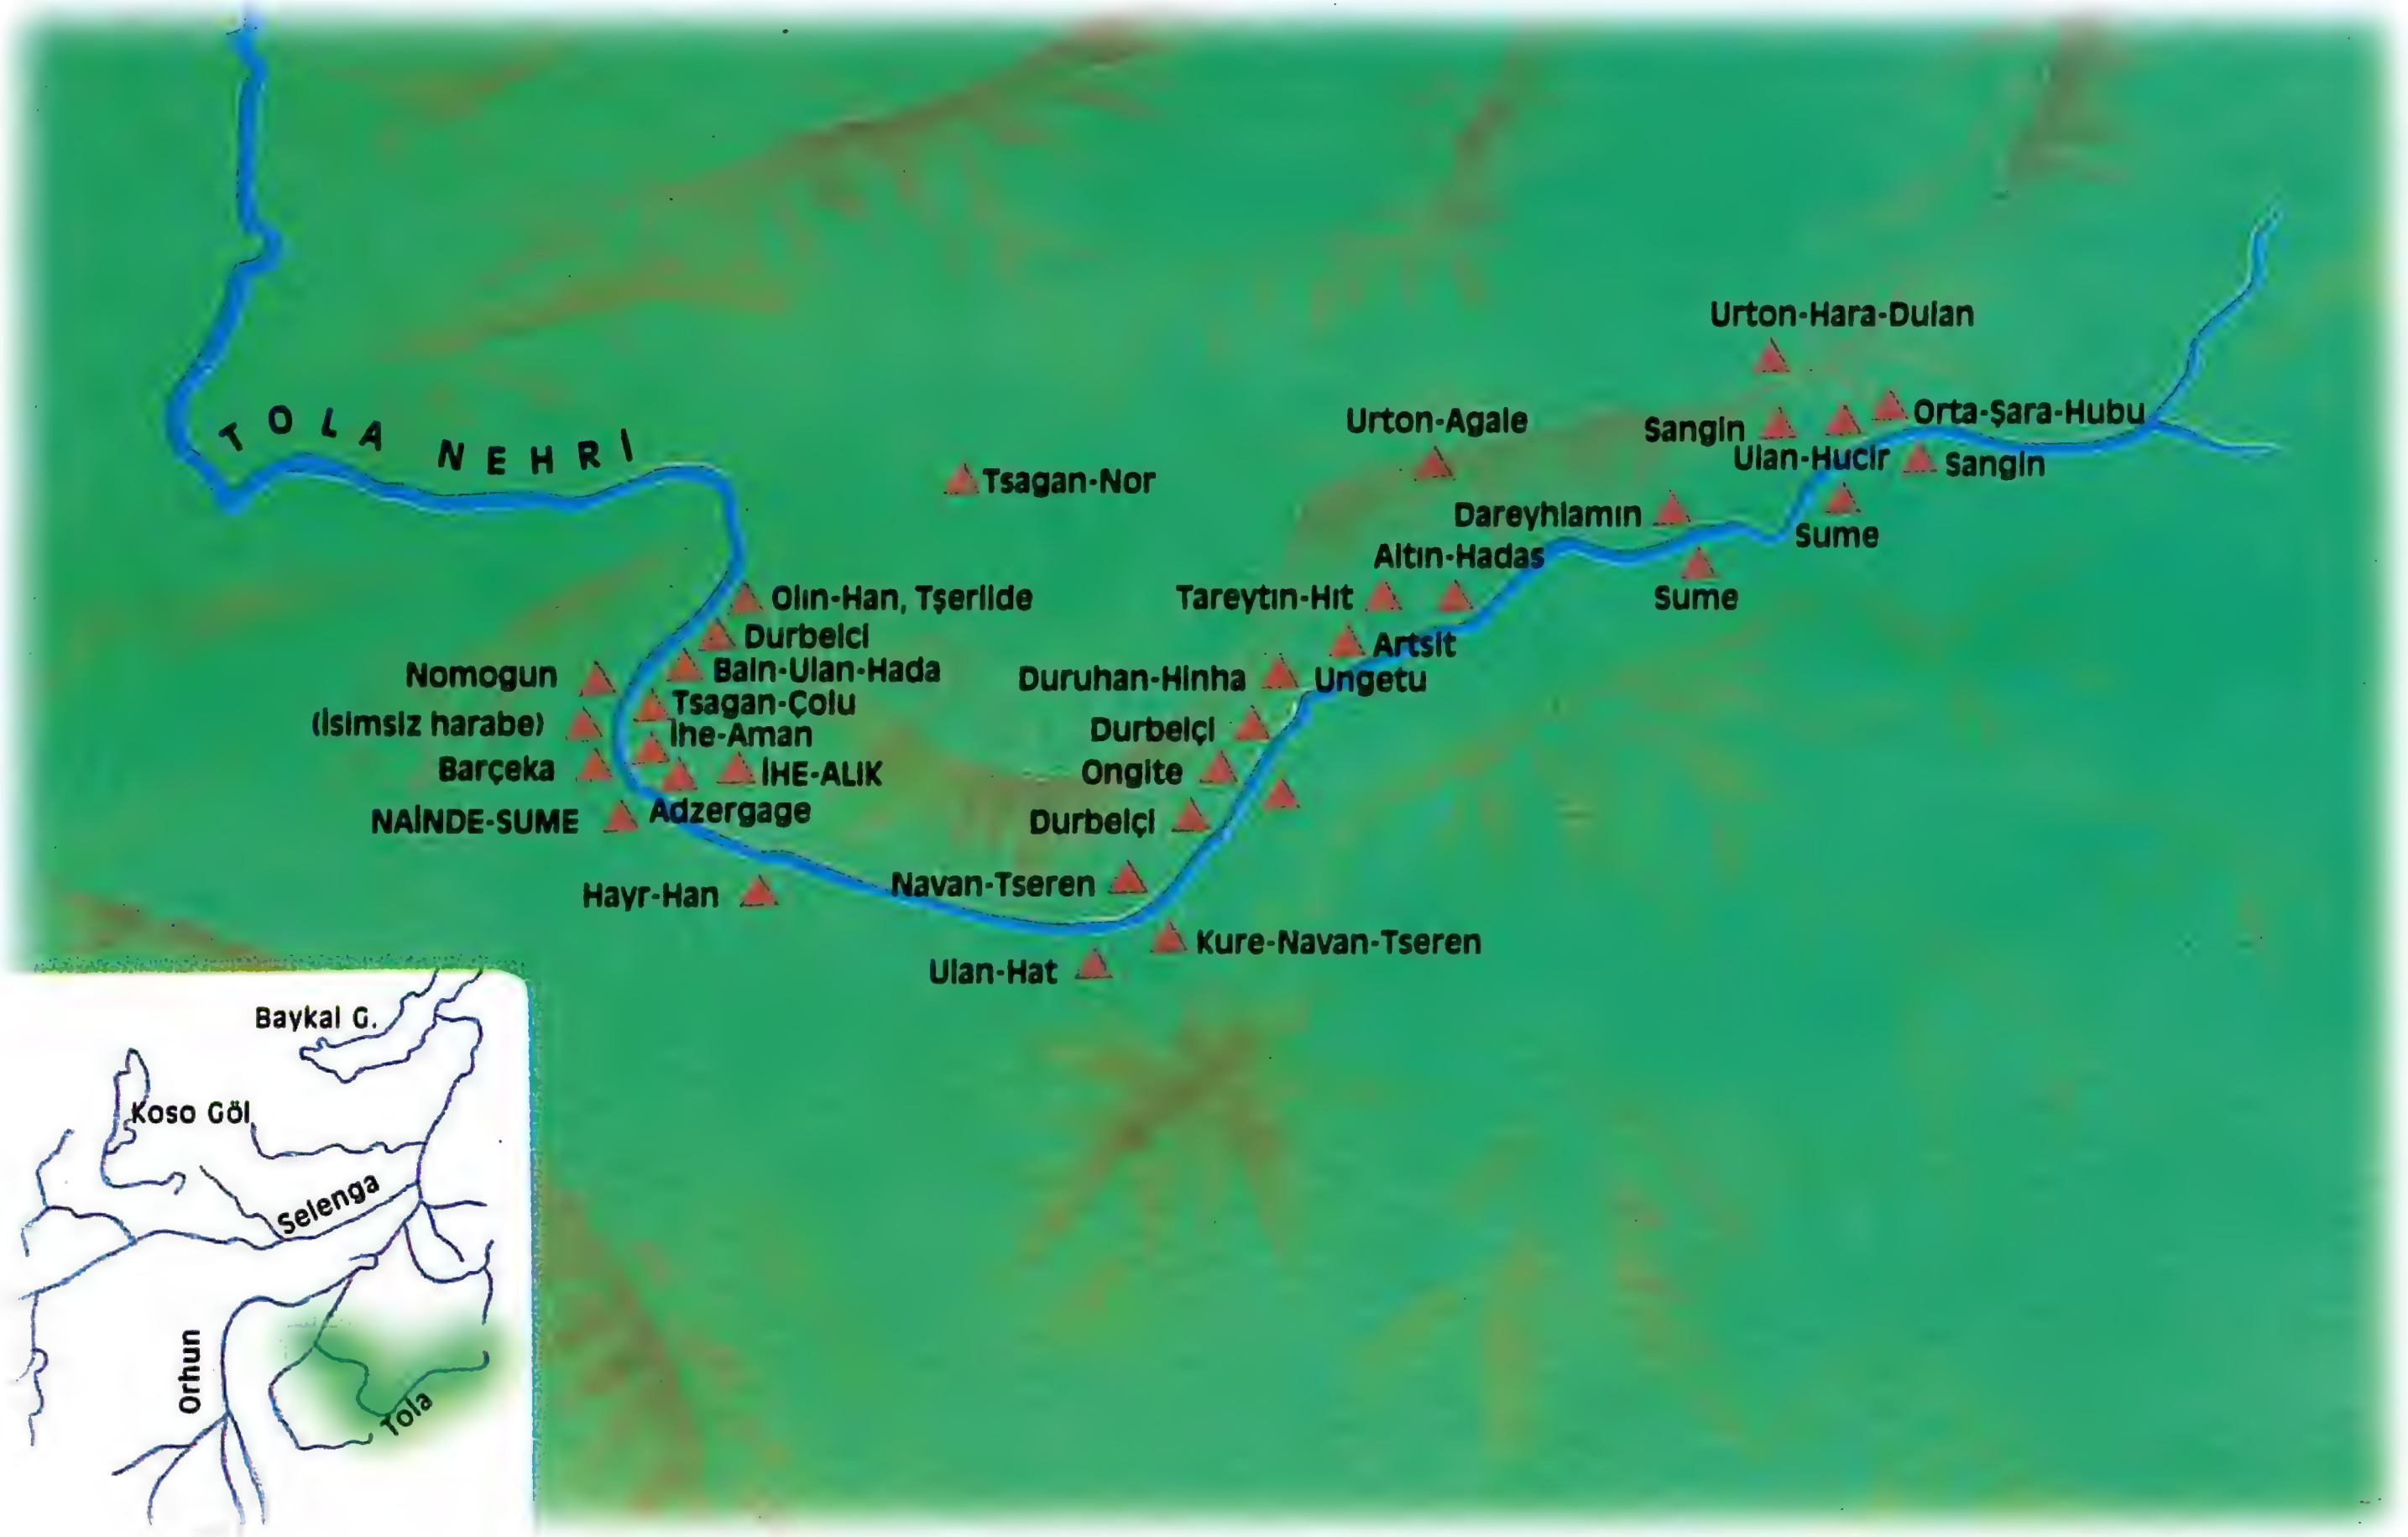 Urton-Hara-Dulan
Urton-Agale
Sangin
Orta-Şara-Hubu
TOLA NEHRİ
Ulan-Hucir
Sangin
Tsagan-Nor
Dareyhlamın
Sume
Altın-Hadas
Olın-Han, Tşerilde
Tareytın-Hıt
Sume
Durbelci
Artsit
Nomogun
Bain-Ulan-Hada
Duruhan-Hinha
Ungetu
Tsagan-Çolu
(İsimsiz harabe)
İhe-Aman
Durbelçi
Barçeka
İHE-ALIK
Ongite
NAİNDE-SUME
Adzergage
Durbelçi
Hayr-Han
Navan-Tseren
Kure-Navan-Tseren
Ulan-Hat
Baykal G.
Koso Göl
Selenga
Orhun
Tola